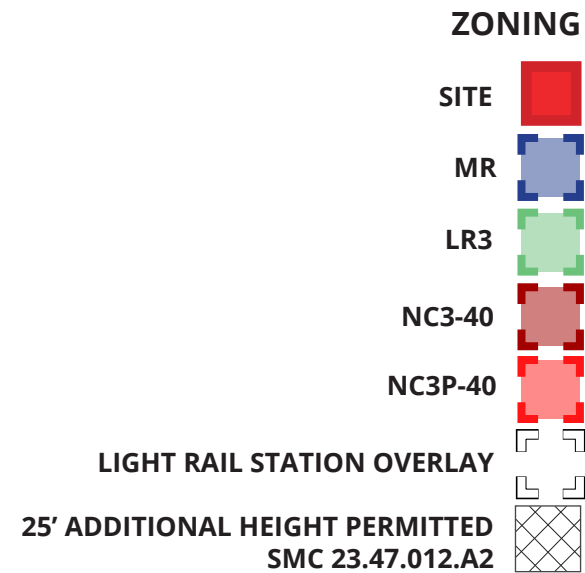 ZONING
SITE
MR
LR3
NC3-40
NC3P-40
LIGHT RAIL STATION OVERLAY
25’ ADDITIONAL HEIGHT PERMITTED
SMC 23.47.012.A2